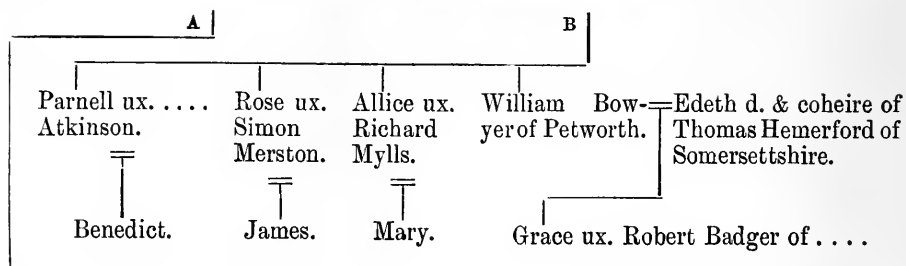 A B
Parnell ux. .... Rose ux. Allice ux. William Bow-=Edeth d. & coheire of
Atkinson. Simon Richard yer of Petworth. Thomas Hemerford of
Merston. Mylls. Somersettshire.
Benedict. James. Mary. Grace ux. Robert Badger of ....